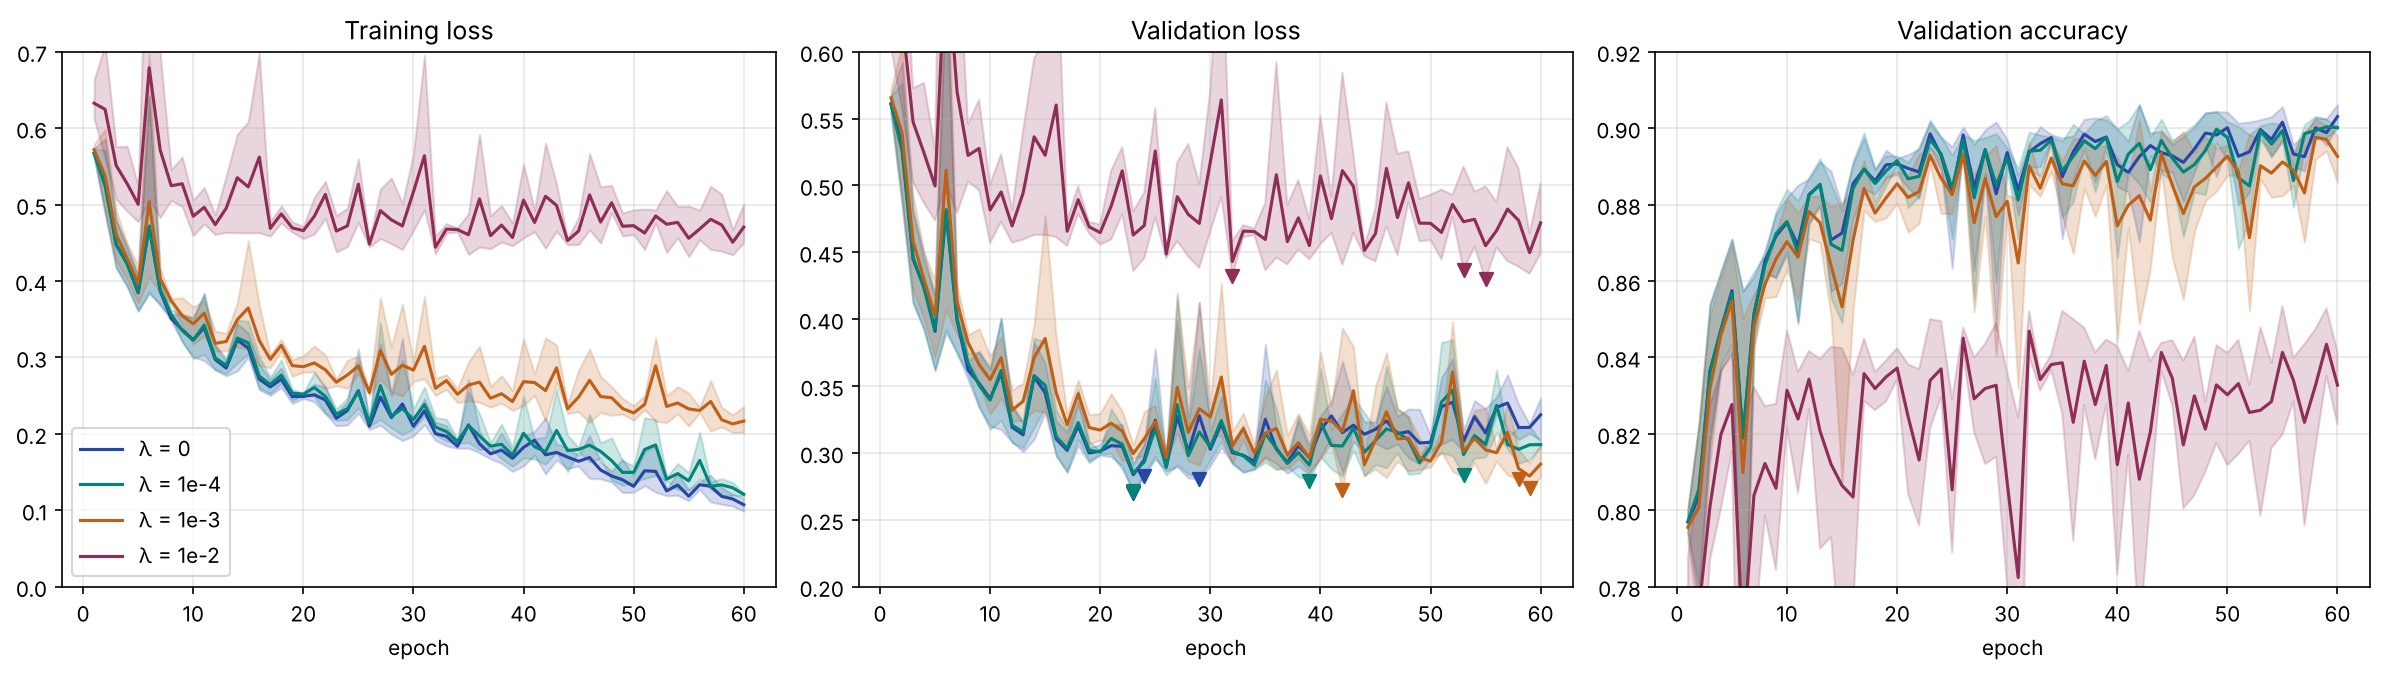 Training loss
0.7
0.6
0.5
0.4
0.3
0.2
0.1
0.0
λ = 0
λ = 1e-4
λ = 1e-3
λ = 1e-2
0 10 20 30 40 50 60
epoch
Validation loss
0.60
0.55
0.50
0.45
0.40
0.35
0.30
0.25
0.20
0 10 20 30 40 50 60
epoch
Validation accuracy
0.92
0.90
0.88
0.86
0.84
0.82
0.80
0.78
0 10 20 30 40 50 60
epoch